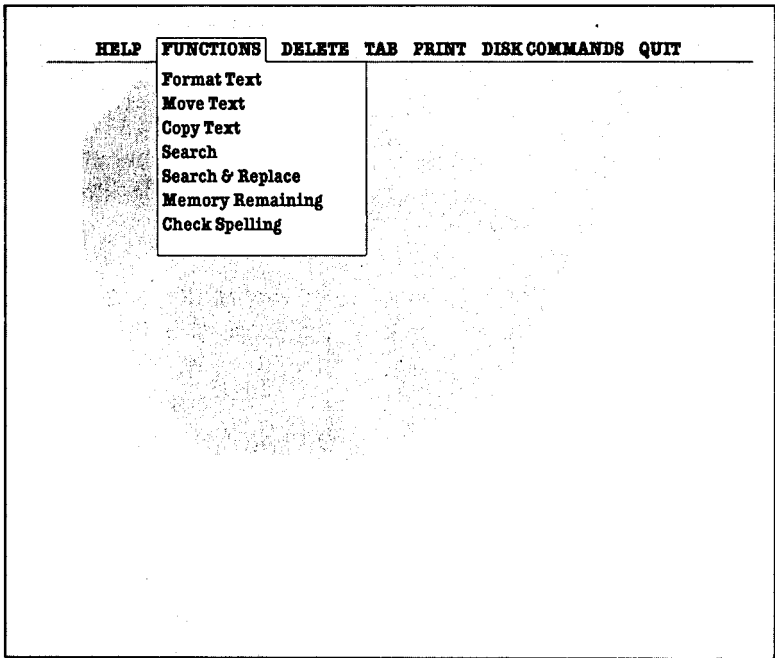 HELP FUNCTIONS DELETE TAB PRINT DISK COMMANDS QUIT
Format Text
Move Text
Copy Text
Search
Search & Replace
Memory Remaining
Check Spelling